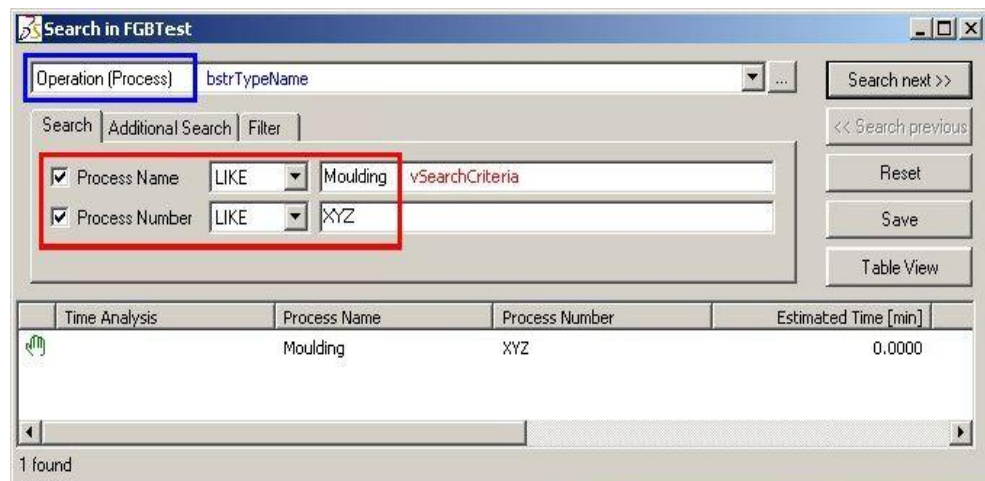 Search in FGBTest
Operation (Process) bstrTypeName ...
Search next >>
Search Additional Search Filter
<< Search previous
Process Name LIKE Moulding vSearchCriteria
Reset
Process Number LIKE XYZ
Save
Table View
Time Analysis Process Name Process Number Estimated Time [min]
Moulding XYZ 0.0000
1 found